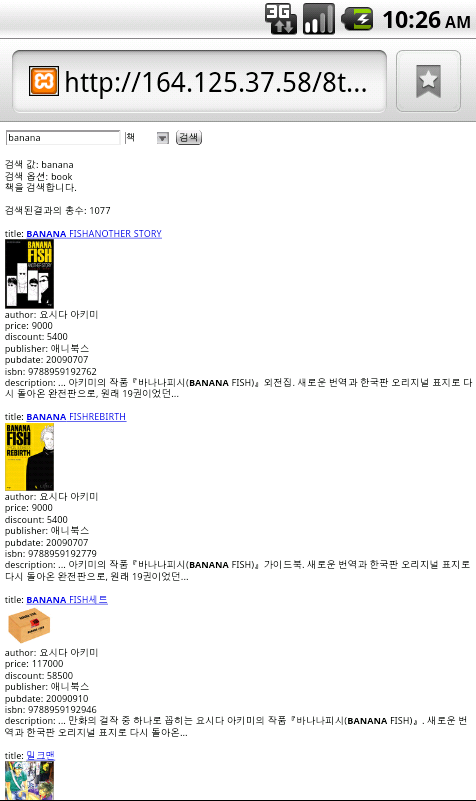 3G 10:26 AM
http://164.125.37.58/8t...
banana 책 검색
검색 값: banana
검색 옵션: book
책을 검색합니다.
검색된결과의 총수: 1077
title: BANANA FISHANOTHER STORY
BANANA
FISH
ANOTHER STORY
author: 요시다 아키미
price: 9000
discount: 5400
publisher: 애니북스
pubdate: 20090707
isbn: 9788959192762
description: ... 아키미의 작품『바나나피시(BANANA FISH)』외전집. 새로운 번역과 한국판 오리지널 표지로 다
시 돌아온 완전판으로, 원래 19권이었던...
title: BANANA FISHREBIRTH
BANANA
FISH
REBIRTH
author: 요시다 아키미
price: 9000
discount: 5400
publisher: 애니북스
pubdate: 20090707
isbn: 9788959192779
description: ... 아키미의 작품『바나나피시(BANANA FISH)』가이드북. 새로운 번역과 한국판 오리지널 표지로
다시 돌아온 완전판으로, 원래 19권이었던...
title: BANANA FISH세트
author: 요시다 아키미
price: 117000
discount: 58500
publisher: 애니북스
pubdate: 20090910
isbn: 9788959192946
description: ... 만화의 걸작 중 하나로 꼽히는 요시다 아키미의 작품『바나나피시(BANANA FISH)』. 새로운 번
역과 한국판 오리지널 표지로 다시 돌아온...
title: 밀크맨